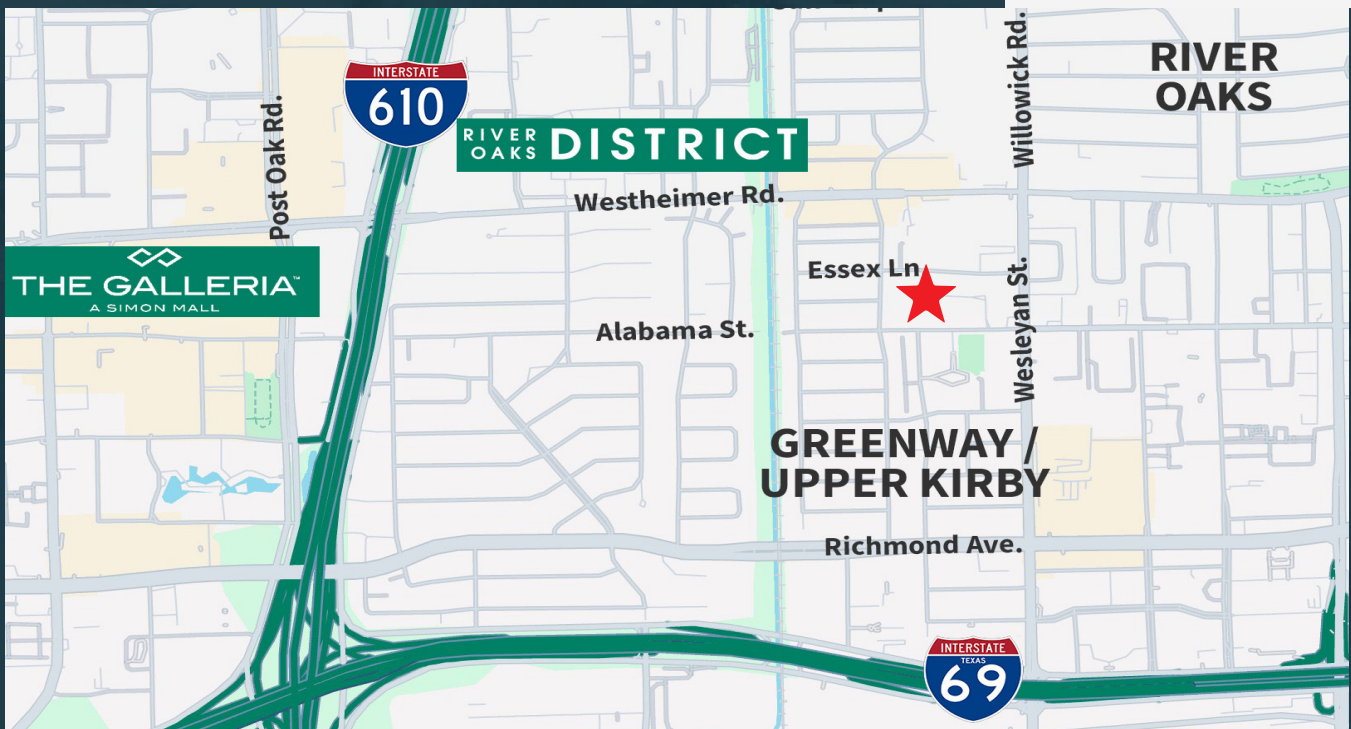 Willowick Rd.
RIVER
OAKS
INTERSTATE
610
Post Oak Rd.
RIVER
OAKS
DISTRICT
Westheimer Rd.
THE GALLERIA™
A SIMON MALL
Essex Ln
Wesleyan St.
Alabama St.
GREENWAY /
UPPER KIRBY
Richmond Ave.
INTERSTATE
TEXAS
69